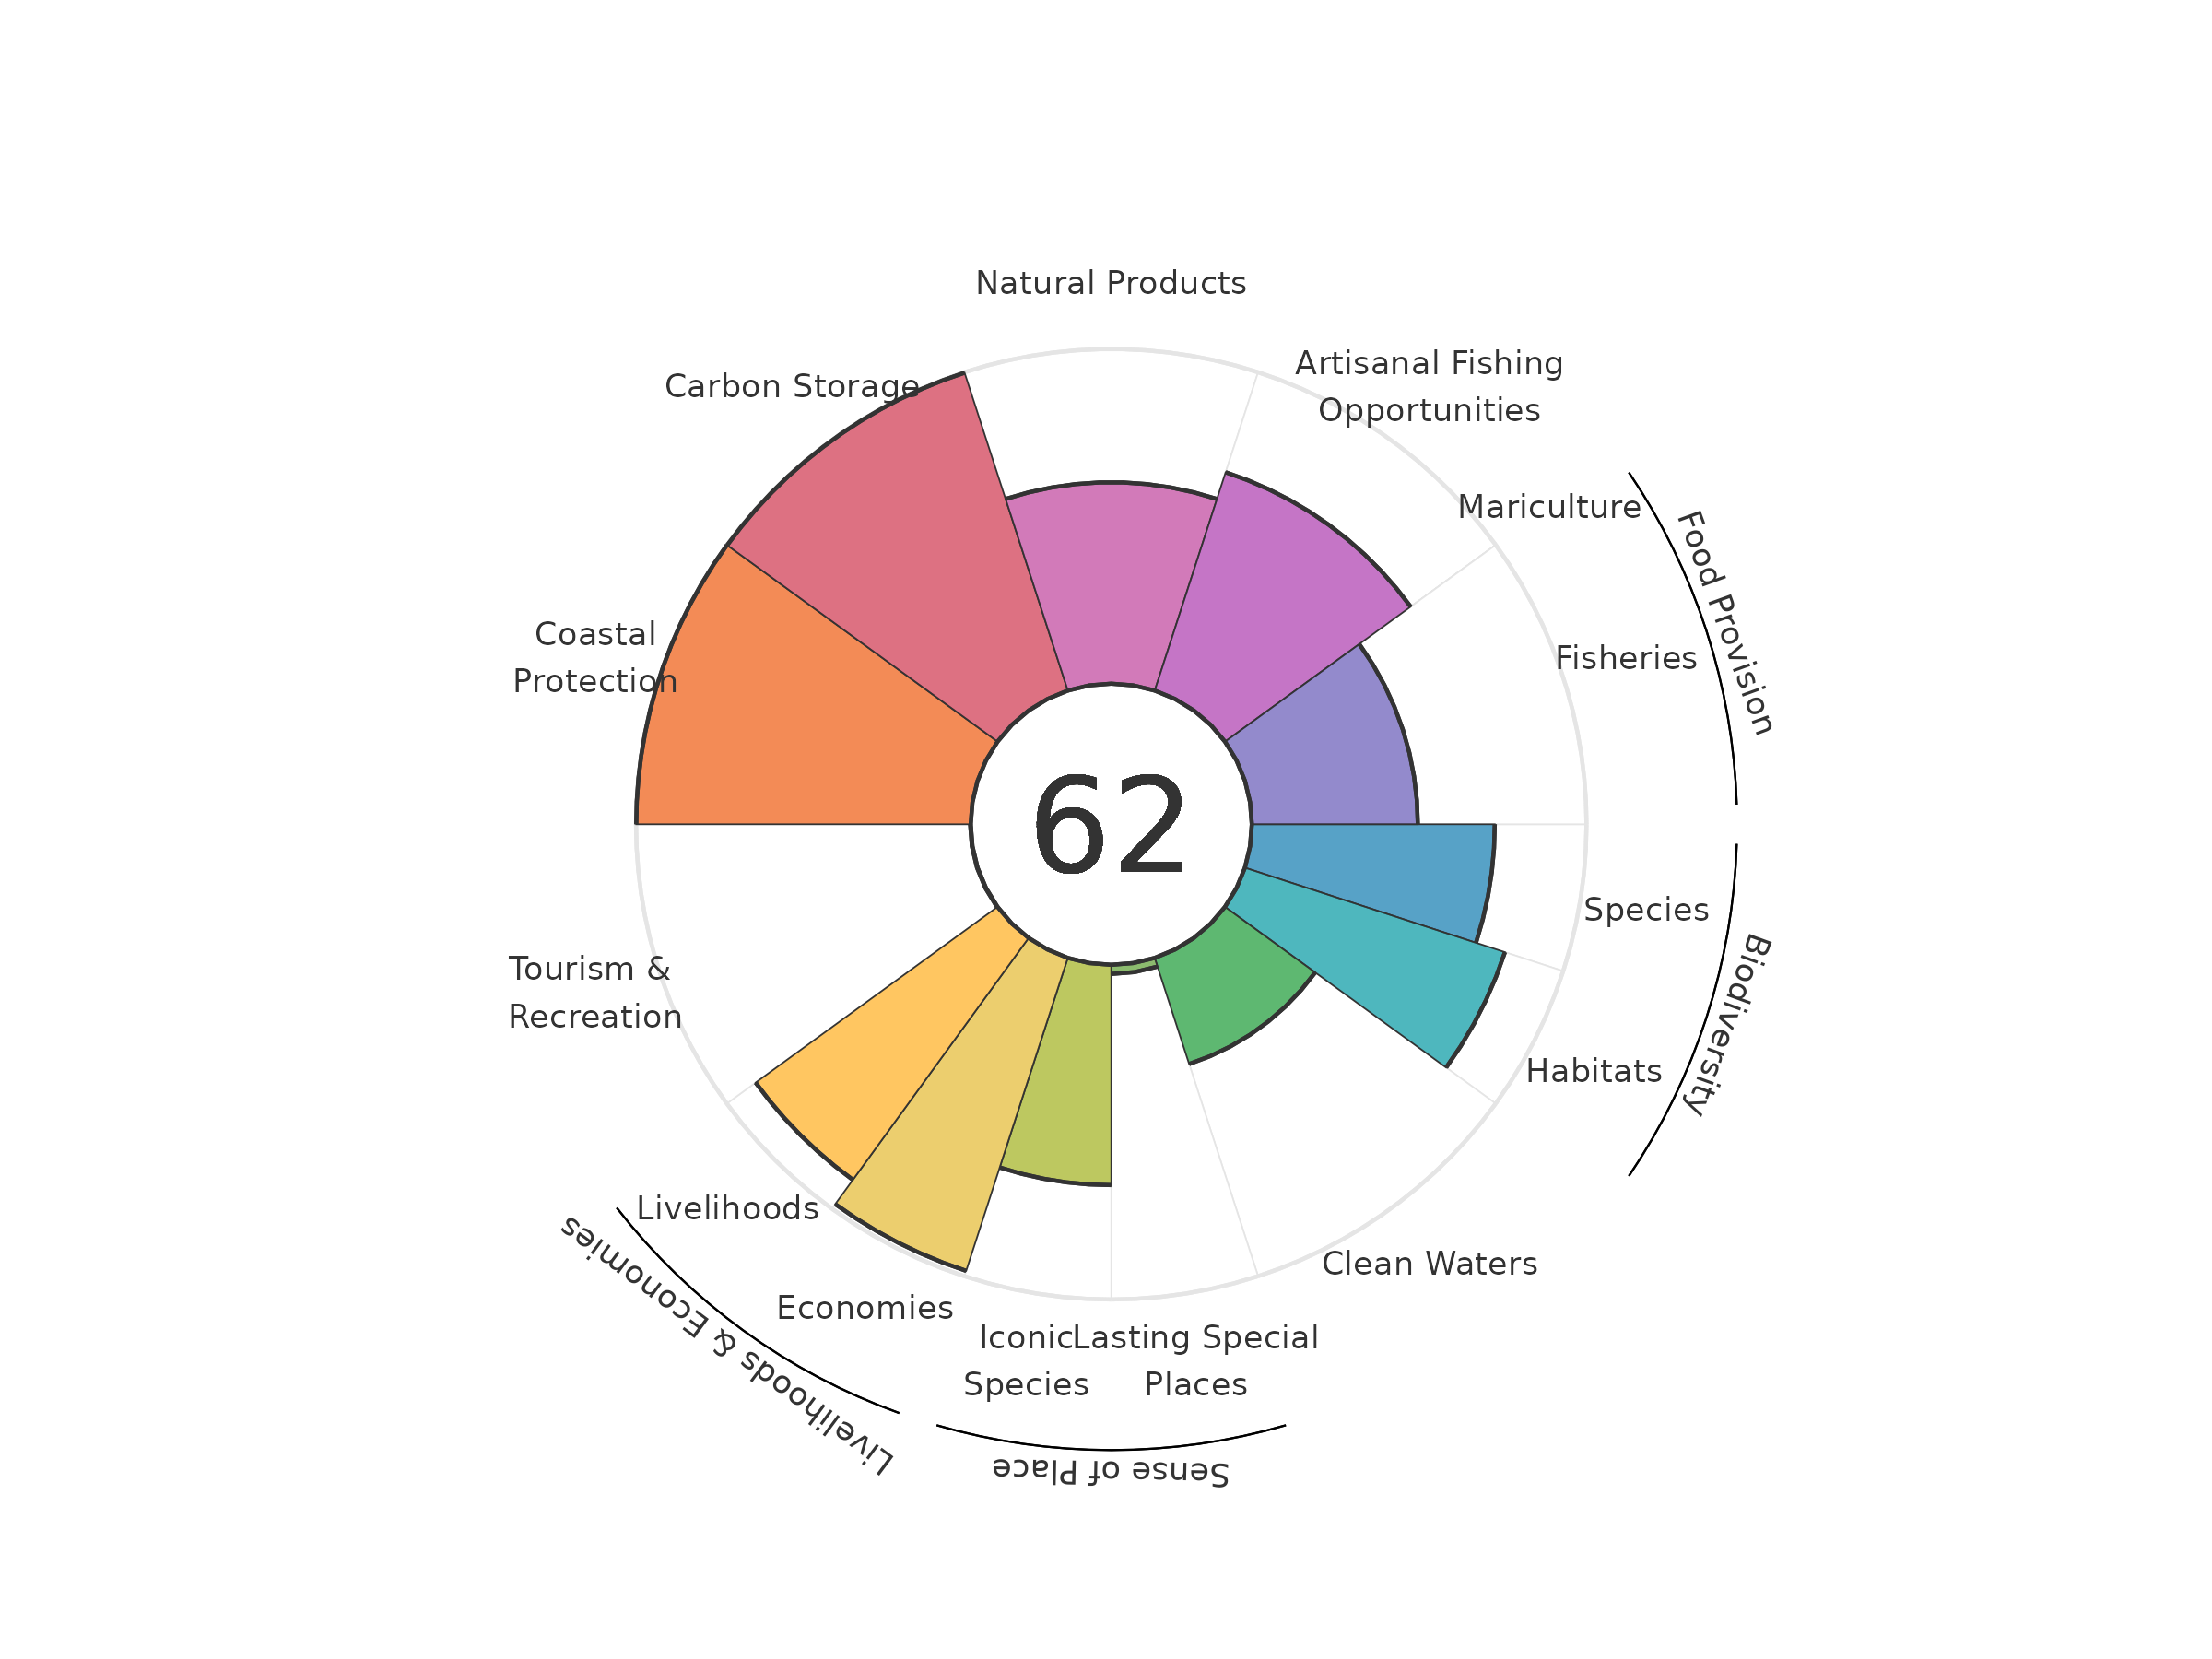 Natural Products
Artisanal Fishing
Opportunities
Carbon Storage
Mariculture
Food Provision
Fisheries
Coastal
Protection
62
Species
Biodiversity
Habitats
Tourism &
Recreation
Livelihoods
Livelihoods & Economies
Economies
Clean Waters
Iconic
Species
Lasting Special
Places
Sense of Place